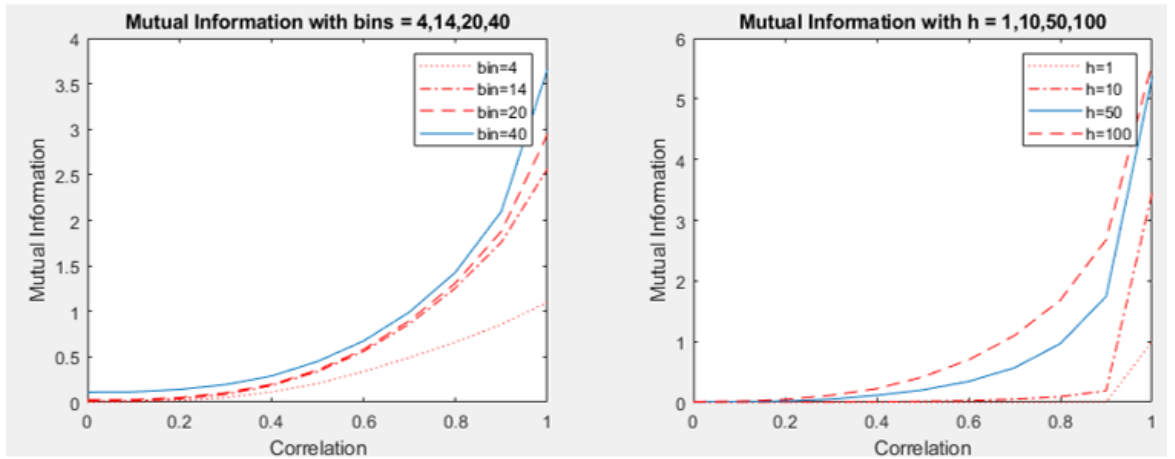 Mutual Information with bins = 4,14,20,40
Mutual Information
4
3.5
3
2.5
2
1.5
1
0.5
0
bin=4
bin=14
bin=20
bin=40
0 0.2 0.4 0.6 0.8 1
Correlation
Mutual Information with h = 1,10,50,100
Mutual Information
6
5
4
3
2
1
0
h=1
h=10
h=50
h=100
0 0.2 0.4 0.6 0.8 1
Correlation